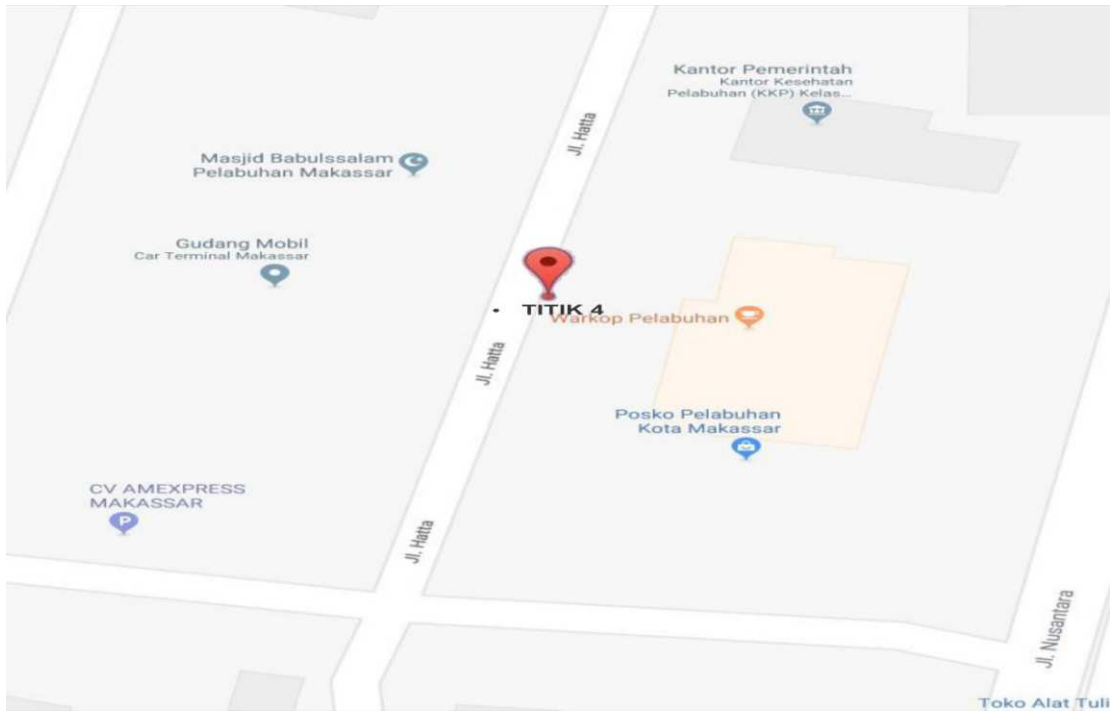 Kantor Pemerintah
Kantor Kesehatan
Pelabuhan (KKP) Kelas...
Jl. Hatta
Masjid Babulssalam
Pelabuhan Makassar
Gudang Mobil
Car Terminal Makassar
TITIK 4
Warkop Pelabuhan
Jl. Hatta
Posko Pelabuhan
Kota Makassar
CV AMEXPRESS
MAKASSAR
P
Jl. Hatta
Jl. Nusantara
Toko Alat Tuli